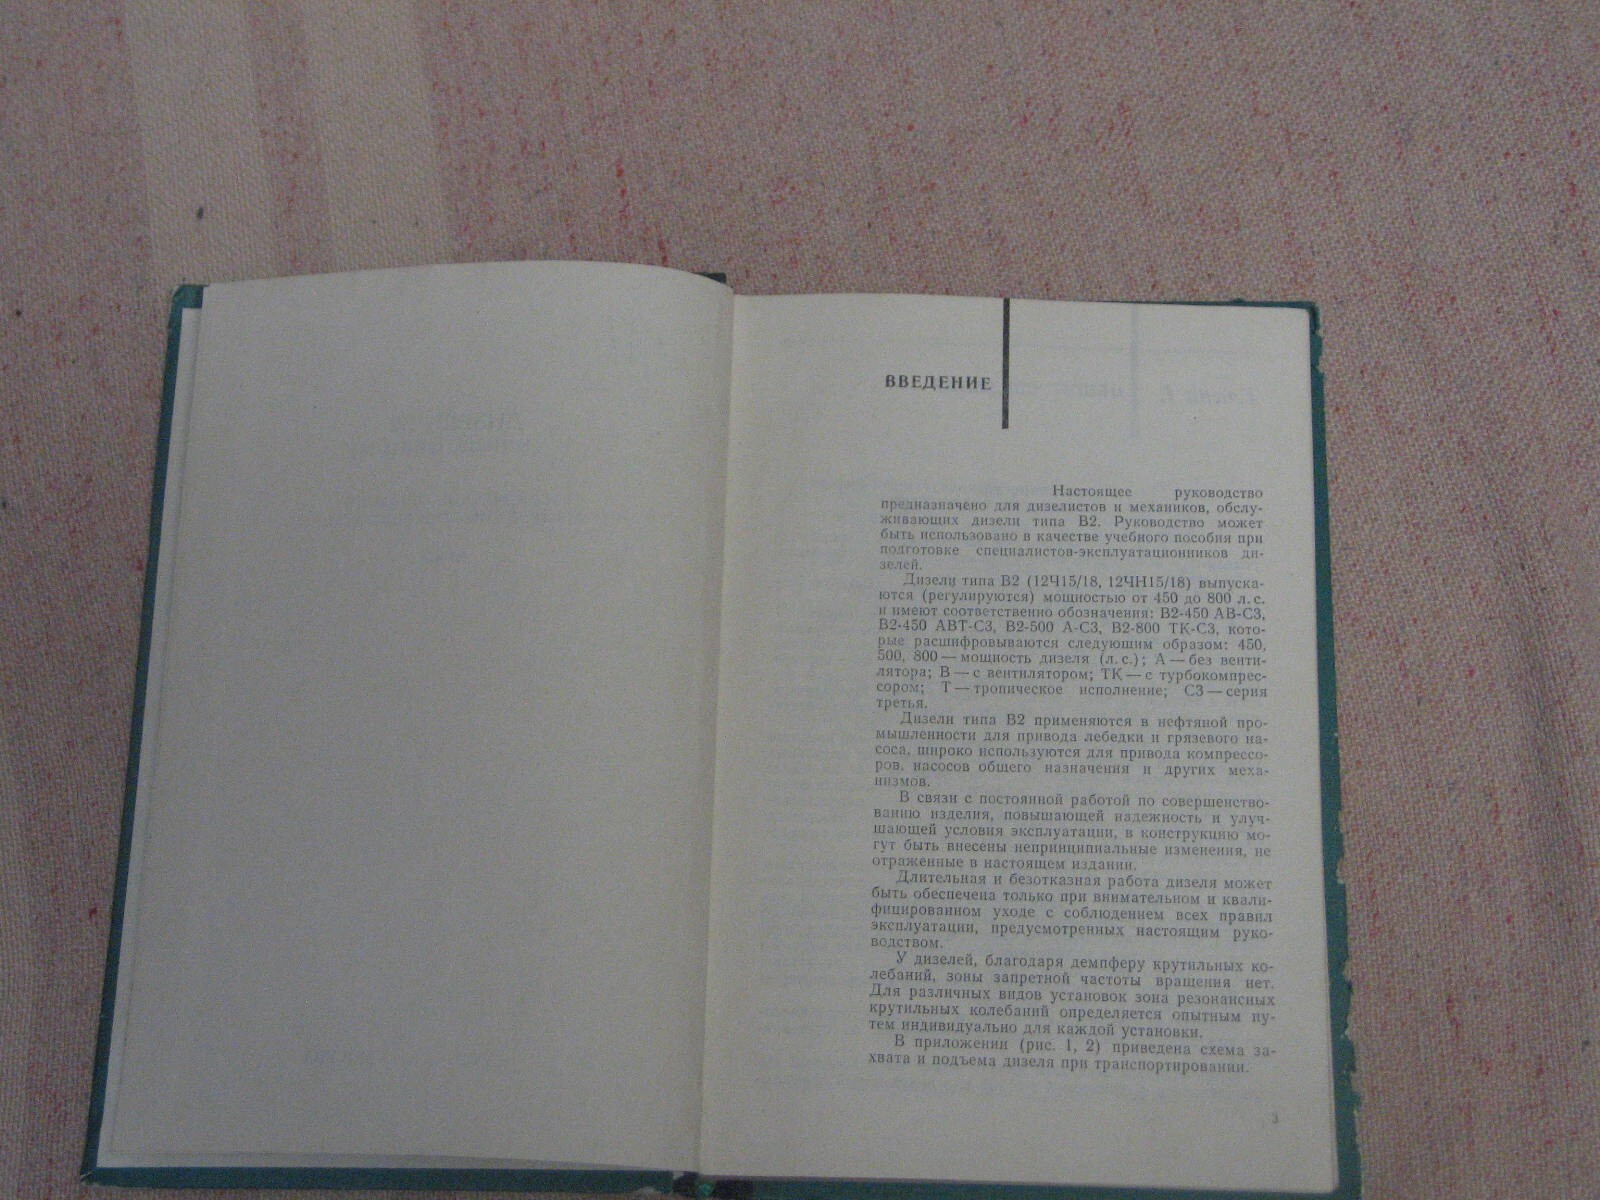 ВВЕДЕНИЕ
Настоящее руководство
предназначено для дизелистов и механиков, обслу-
живающих дизели типа В2. Руководство может
быть использовано в качестве учебного пособия при
подготовке специалистов-эксплуатационников ди-
зелей.
Дизели типа В2 (12Ч15/18, 12ЧН15/18) выпуска-
ются (регулируются) мощностью от 450 до 800 л. с.
и имеют соответственно обозначения: В2-450 АВ-С3,
В2-450 АВТ-С3, В2-500 А-С3, В2-800 ТК-С3, кото-
рые расшифровываются следующим образом: 450,
500, 800 — мощность дизеля (л. с.); А — без венти-
лятора; В — с вентилятором; ТК — с турбокомпрес-
сором; Т — тропическое исполнение; С3 — серия
третья.
Дизели типа В2 применяются в нефтяной про-
мышленности для привода лебедки и грязевого на-
соса, широко используются для привода компрессо-
ров, насосов общего назначения и других меха-
низмов.
В связи с постоянной работой по совершенство-
ванию изделия, повышающей надежность и улуч-
шающей условия эксплуатации, в конструкцию мо-
гут быть внесены непринципиальные изменения, не
отраженные в настоящем издании.
Длительная и безотказная работа дизеля может
быть обеспечена только при внимательном и квали-
фицированном уходе с соблюдением всех правил
эксплуатации, предусмотренных настоящим руко-
водством.
У дизелей, благодаря демпферу крутильных ко-
лебаний, зоны запретной частоты вращения нет.
Для различных видов установок зона резонансных
крутильных колебаний определяется опытным пу-
тем индивидуально для каждой установки.
В приложении (рис. 1, 2) приведена схема за-
хвата и подъема дизеля при транспортировании.
3